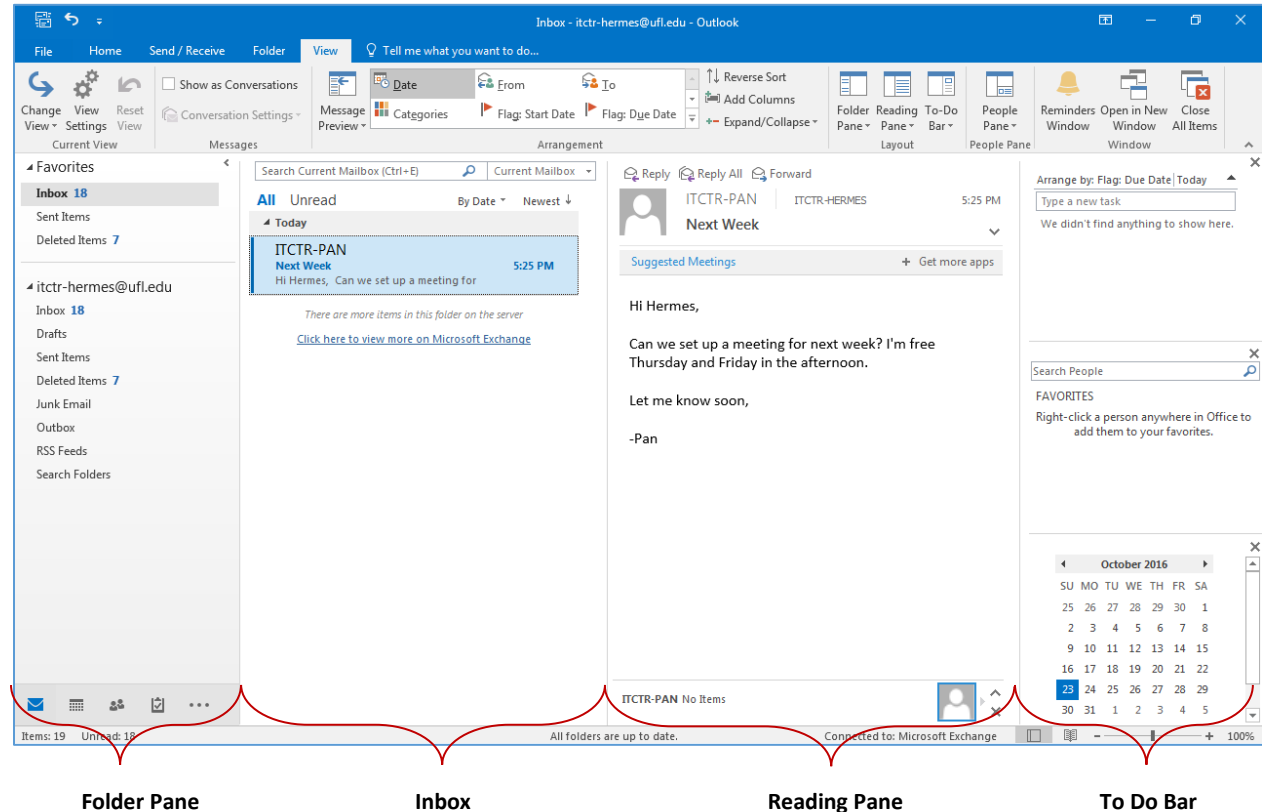 Inbox - itctr-hermes@ufl.edu - Outlook
File Home Send / Receive Folder View Tell me what you want to do...
Change View View Settings Reset View
Current View
Show as Conversations
Conversation Settings
Messages
Message Preview
Date From To
Categories Flag: Start Date Flag: Due Date
Reverse Sort
Add Columns
Expand/Collapse
Arrangement
Folder Pane Reading Pane To-Do Bar
Layout
People Pane
People Pane
Reminders Window Open in New Window Close All Items
Window
Favorites
Inbox 18
Sent Items
Deleted Items 7
itctr-hermes@ufl.edu
Inbox 18
Drafts
Sent Items
Deleted Items 7
Junk Email
Outbox
RSS Feeds
Search Folders
Search Current Mailbox (Ctrl+E) Current Mailbox
All Unread By Date Newest ↓
Today
ITCTR-PAN
Next Week 5:25 PM
Hi Hermes, Can we set up a meeting for
There are more items in this folder on the server
Click here to view more on Microsoft Exchange
Reply Reply All Forward
ITCTR-PAN ITCTR-HERMES 5:25 PM
Next Week
Suggested Meetings + Get more apps
Hi Hermes,
Can we set up a meeting for next week? I'm free
Thursday and Friday in the afternoon.
Let me know soon,
-Pan
ITCTR-PAN No Items
Arrange by: Flag: Due Date Today
Type a new task
We didn't find anything to show here.
Search People
FAVORITES
Right-click a person anywhere in Office to
add them to your favorites.
October 2016
SU MO TU WE TH FR SA
25 26 27 28 29 30 1
2 3 4 5 6 7 8
9 10 11 12 13 14 15
16 17 18 19 20 21 22
23 24 25 26 27 28 29
30 31 1 2 3 4 5
Items: 19 Unread: 18 All folders are up to date. Connected to: Microsoft Exchange - + 100%
Folder Pane Inbox Reading Pane To Do Bar